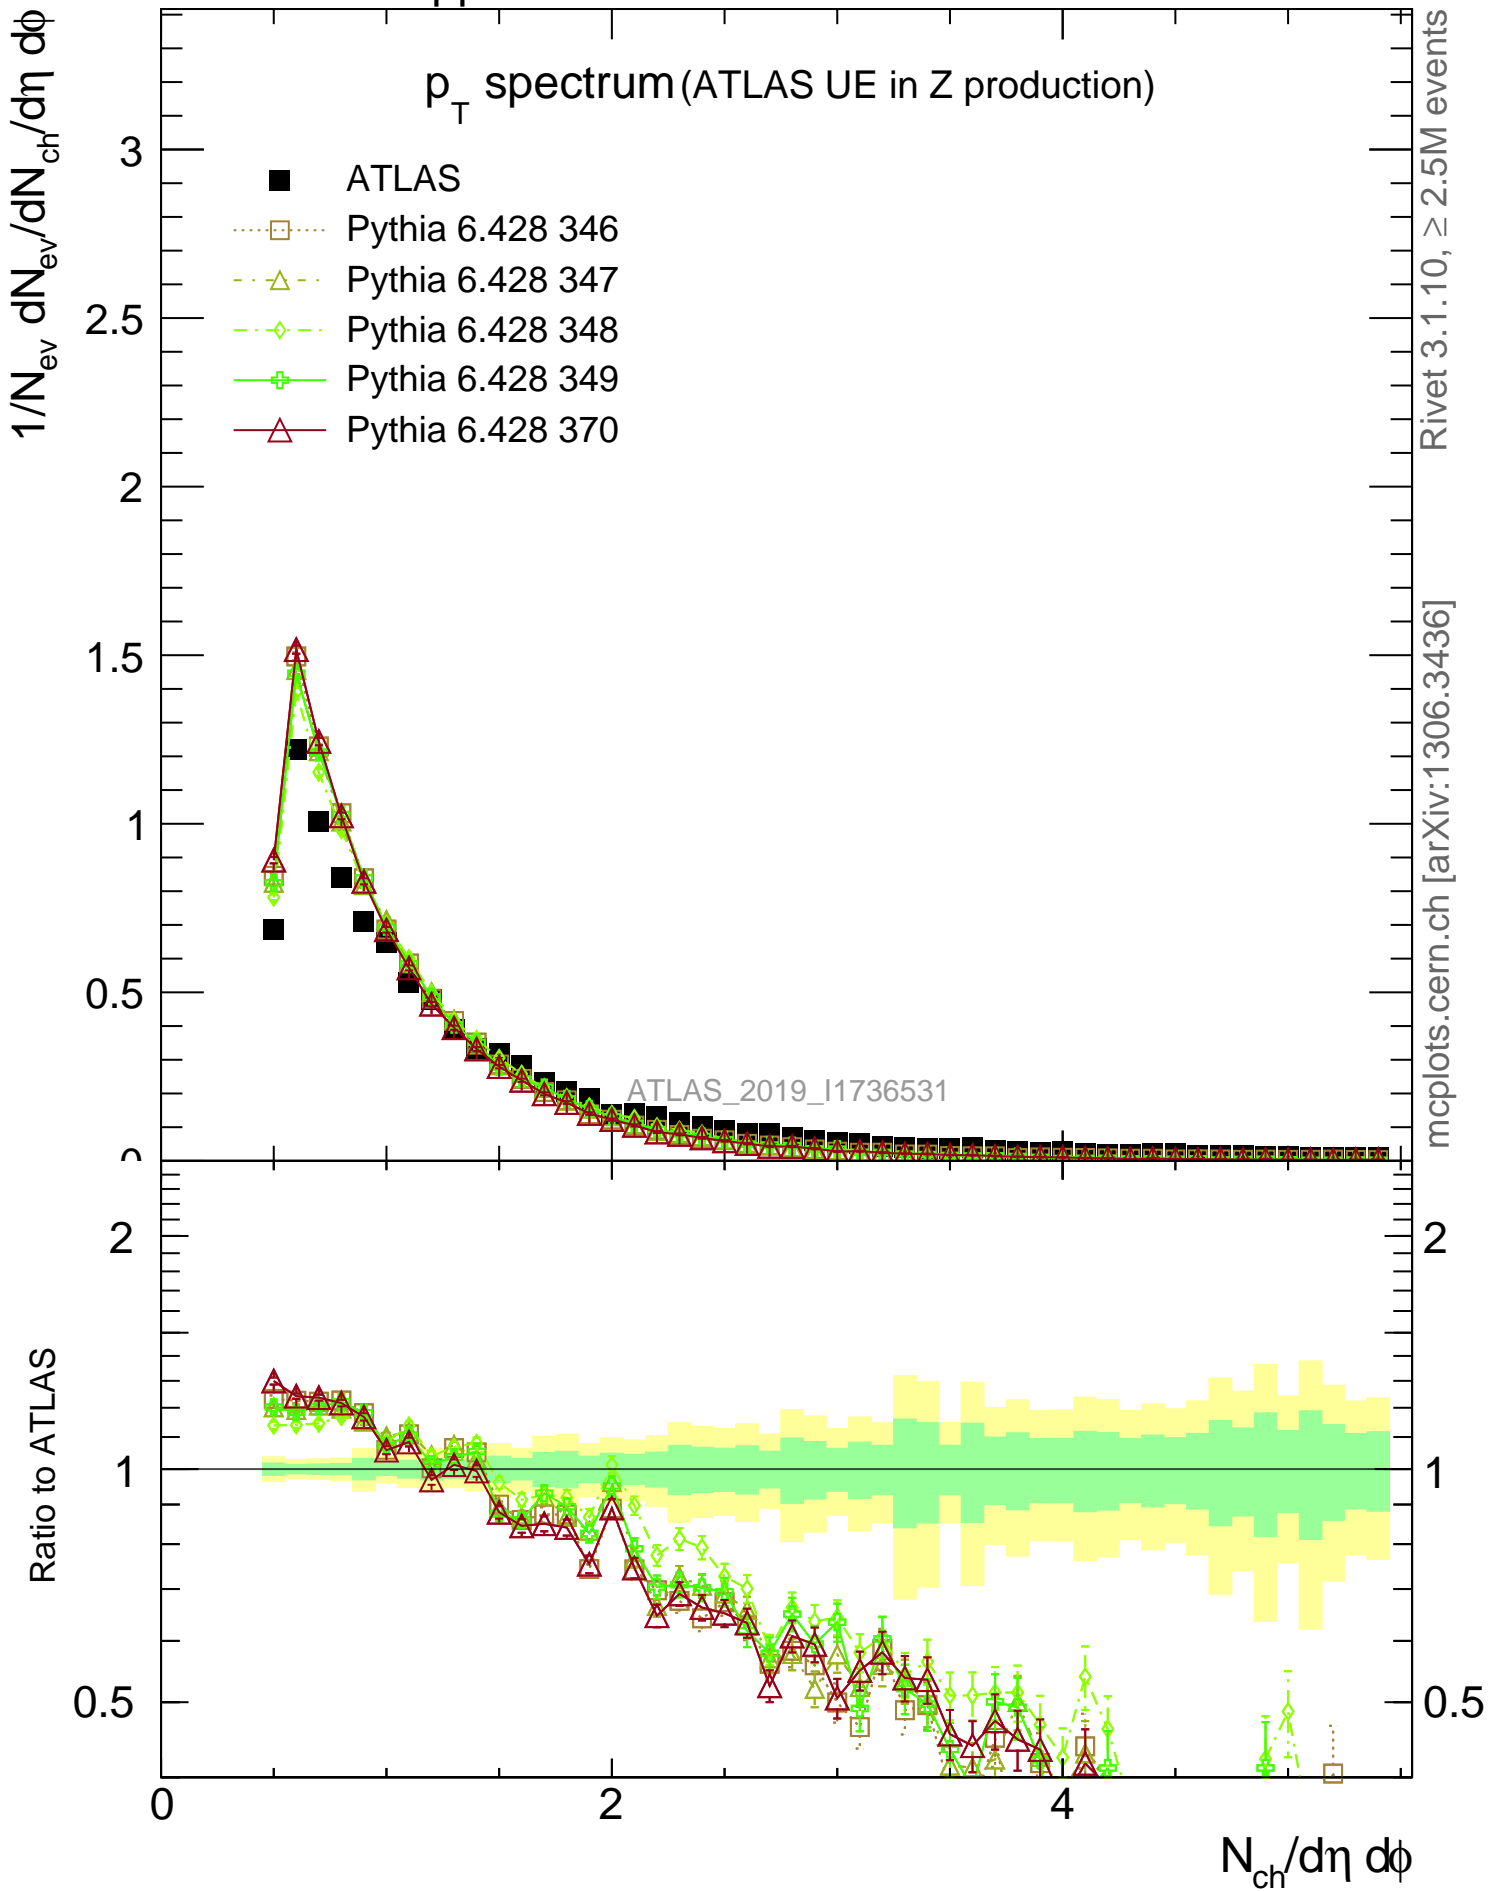 pp
1/N_ev dN_ev/dN_ch/dη dϕ
p_T spectrum (ATLAS UE in Z production)
ATLAS
Pythia 6.428 346
Pythia 6.428 347
Pythia 6.428 348
Pythia 6.428 349
Pythia 6.428 370
3
2.5
2
1.5
1
0.5
0
ATLAS_2019_I1736531
Rivet 3.1.10, ≥ 2.5M events
mcplots.cern.ch [arXiv:1306.3436]
Ratio to ATLAS
2
1
0.5
2
1
0.5
0
2
4
N_ch/dη dϕ